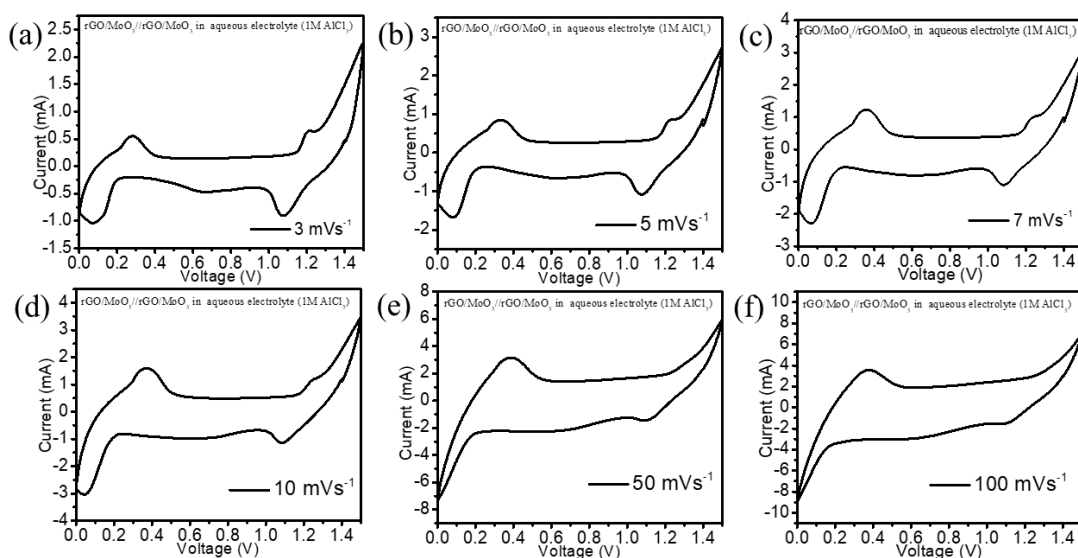 (a)
rGO/MoO₃//rGO/MoO₃ in aqueous electrolyte (1M AlCl₃)
2.5
2.0
1.5
1.0
0.5
0.0
-0.5
-1.0
-1.5
Current (mA)
3 mVs⁻¹
0.0 0.2 0.4 0.6 0.8 1.0 1.2 1.4
Voltage (V)
(b)
rGO/MoO₃//rGO/MoO₃ in aqueous electrolyte (1M AlCl₃)
3
2
1
0
-1
-2
Current (mA)
5 mVs⁻¹
0.0 0.2 0.4 0.6 0.8 1.0 1.2 1.4
Voltage (V)
(c)
rGO/MoO₃//rGO/MoO₃ in aqueous electrolyte (1M AlCl₃)
4
3
2
1
0
-1
-2
-3
Current (mA)
7 mVs⁻¹
0.0 0.2 0.4 0.6 0.8 1.0 1.2 1.4
Voltage (V)
(d)
rGO/MoO₃//rGO/MoO₃ in aqueous electrolyte (1M AlCl₃)
4
3
2
1
0
-1
-2
-3
-4
Current (mA)
10 mVs⁻¹
0.0 0.2 0.4 0.6 0.8 1.0 1.2 1.4
Voltage (V)
(e)
rGO/MoO₃//rGO/MoO₃ in aqueous electrolyte (1M AlCl₃)
8
6
4
2
0
-2
-4
-6
-8
Current (mA)
50 mVs⁻¹
0.0 0.2 0.4 0.6 0.8 1.0 1.2 1.4
Voltage (V)
(f)
rGO/MoO₃//rGO/MoO₃ in aqueous electrolyte (1M AlCl₃)
10
8
6
4
2
0
-2
-4
-6
-8
-10
Current (mA)
100 mVs⁻¹
0.0 0.2 0.4 0.6 0.8 1.0 1.2 1.4
Voltage (V)